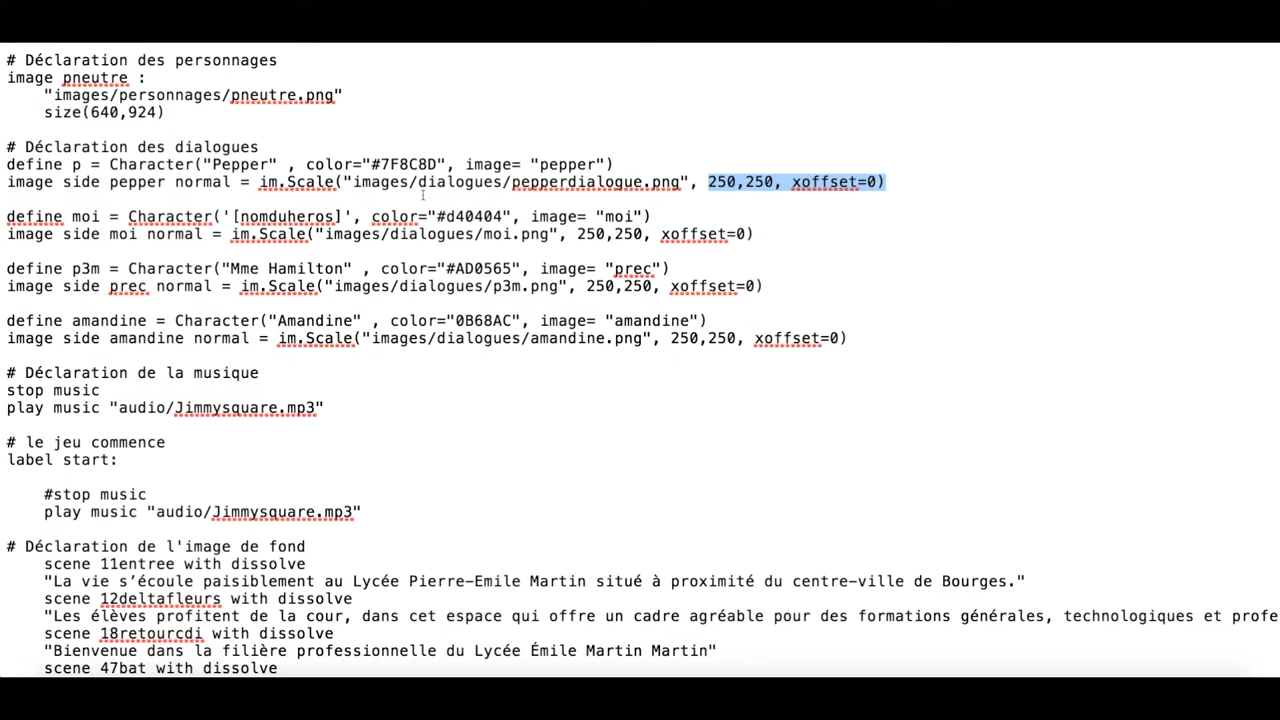 # Déclaration des personnages
image pneutre :
"images/personnages/pneutre.png"
size(640,924)
# Déclaration des dialogues
define p = Character("Pepper" , color="#7F8C8D", image= "pepper")
image side pepper normal = im.Scale("images/dialogues/pepperdialogue.png", 250,250, xoffset=0)
define moi = Character('[nomduheros]', color="#d40404", image= "moi")
image side moi normal = im.Scale("images/dialogues/moi.png", 250,250, xoffset=0)
define p3m = Character("Mme Hamilton" , color="#AD0565", image= "prec")
image side prec normal = im.Scale("images/dialogues/p3m.png", 250,250, xoffset=0)
define amandine = Character("Amandine" , color="0B68AC", image= "amandine")
image side amandine normal = im.Scale("images/dialogues/amandine.png", 250,250, xoffset=0)
# Déclaration de la musique
stop music
play music "audio/Jimmysquare.mp3"
# le jeu commence
label start:
#stop music
play music "audio/Jimmysquare.mp3"
# Déclaration de l'image de fond
scene 11entree with dissolve
"La vie s’écoule paisiblement au Lycée Pierre-Emile Martin situé à proximité du centre-ville de Bourges."
scene 12deltafleurs with dissolve
"Les élèves profitent de la cour, dans cet espace qui offre un cadre agréable pour des formations générales, technologiques et profe
scene 18retourcdi with dissolve
"Bienvenue dans la filière professionnelle du Lycée Émile Martin Martin"
scene 47bat with dissolve